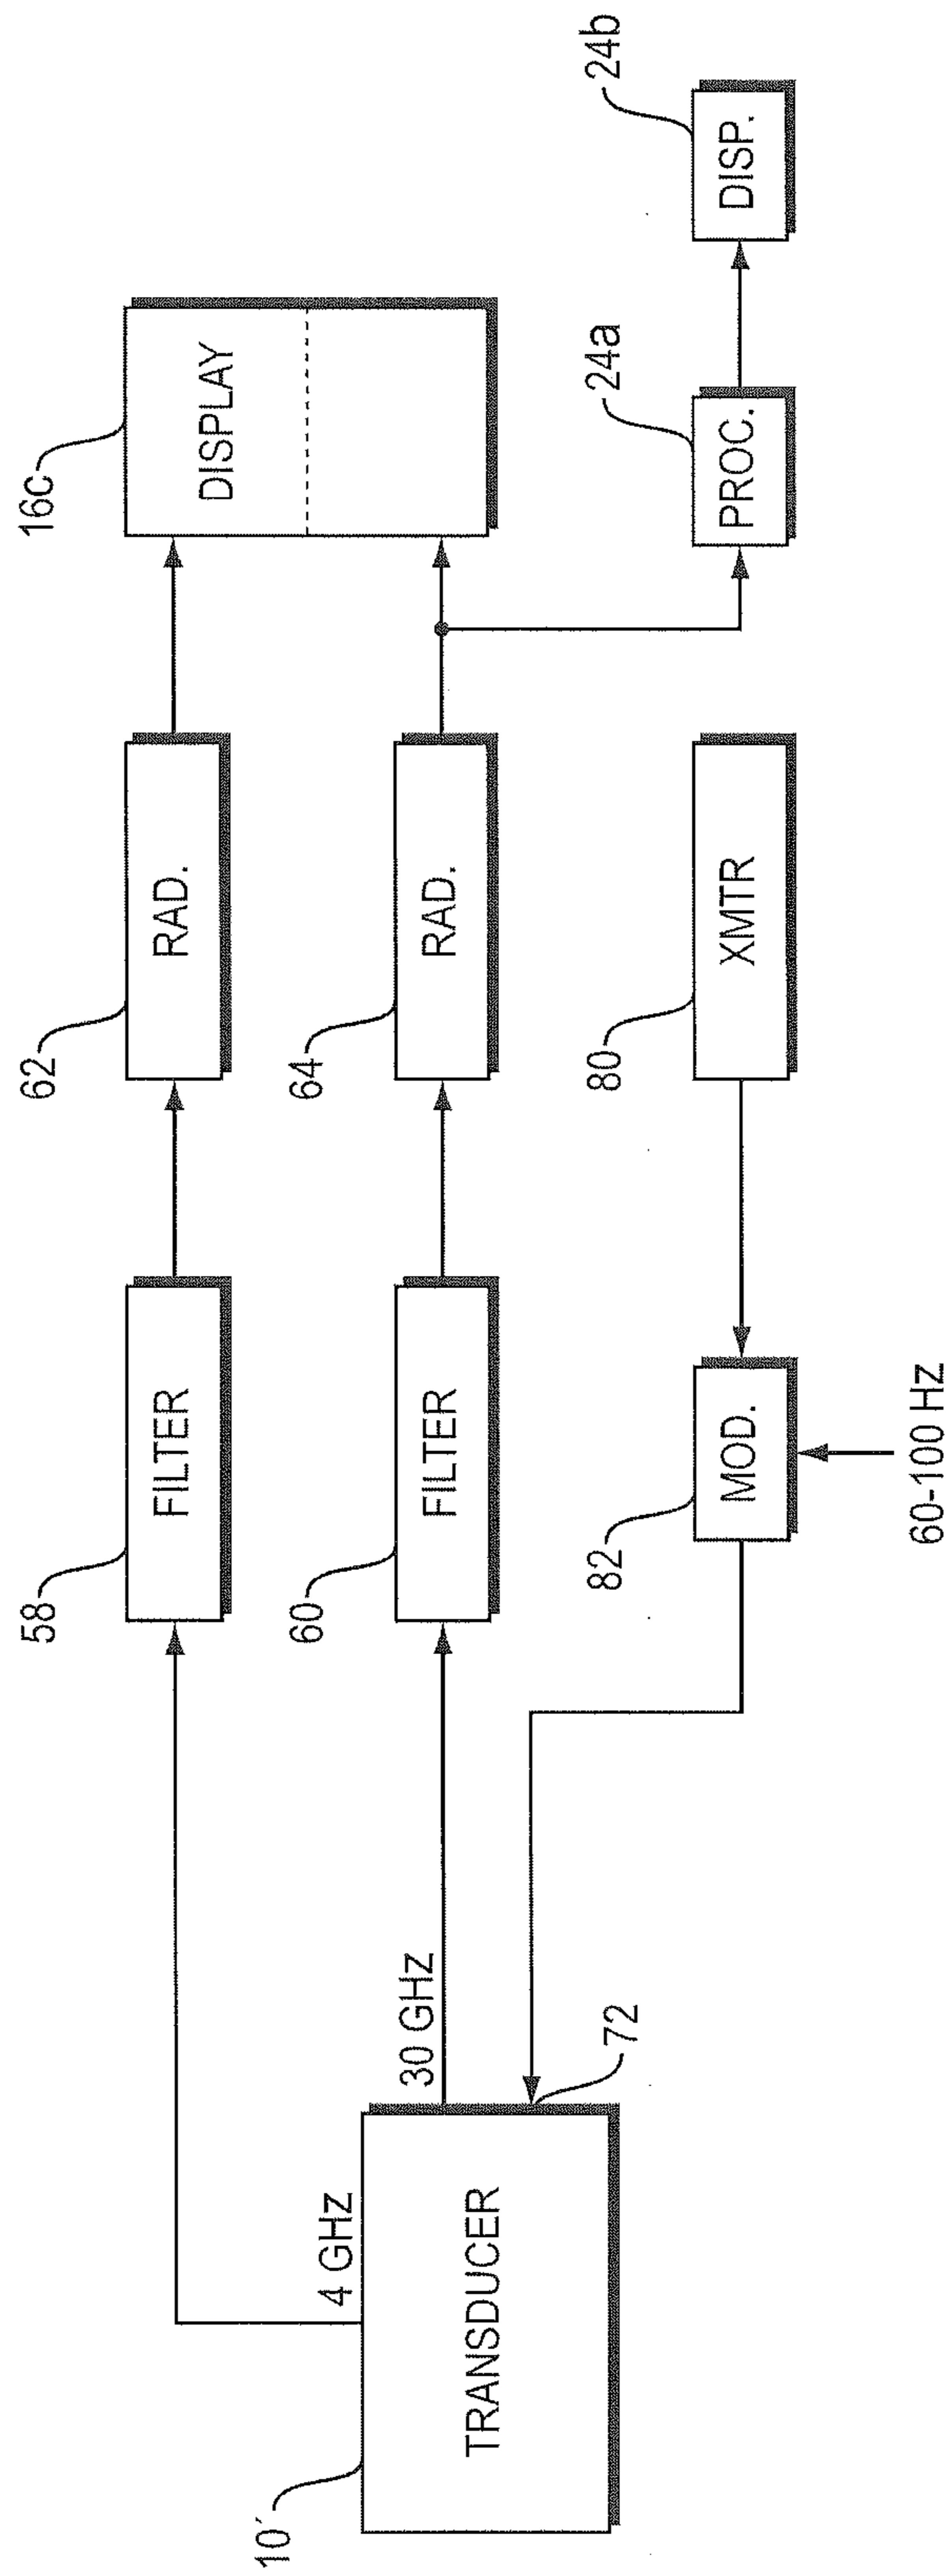 10′
TRANSDUCER
4 GHz
30 GHz
72
58
FILTER
62
RAD.
16c
DISPLAY
60
FILTER
64
RAD.
82
MOD.
60-100 Hz
80
XMTR
24a
PROC.
24b
DISP.